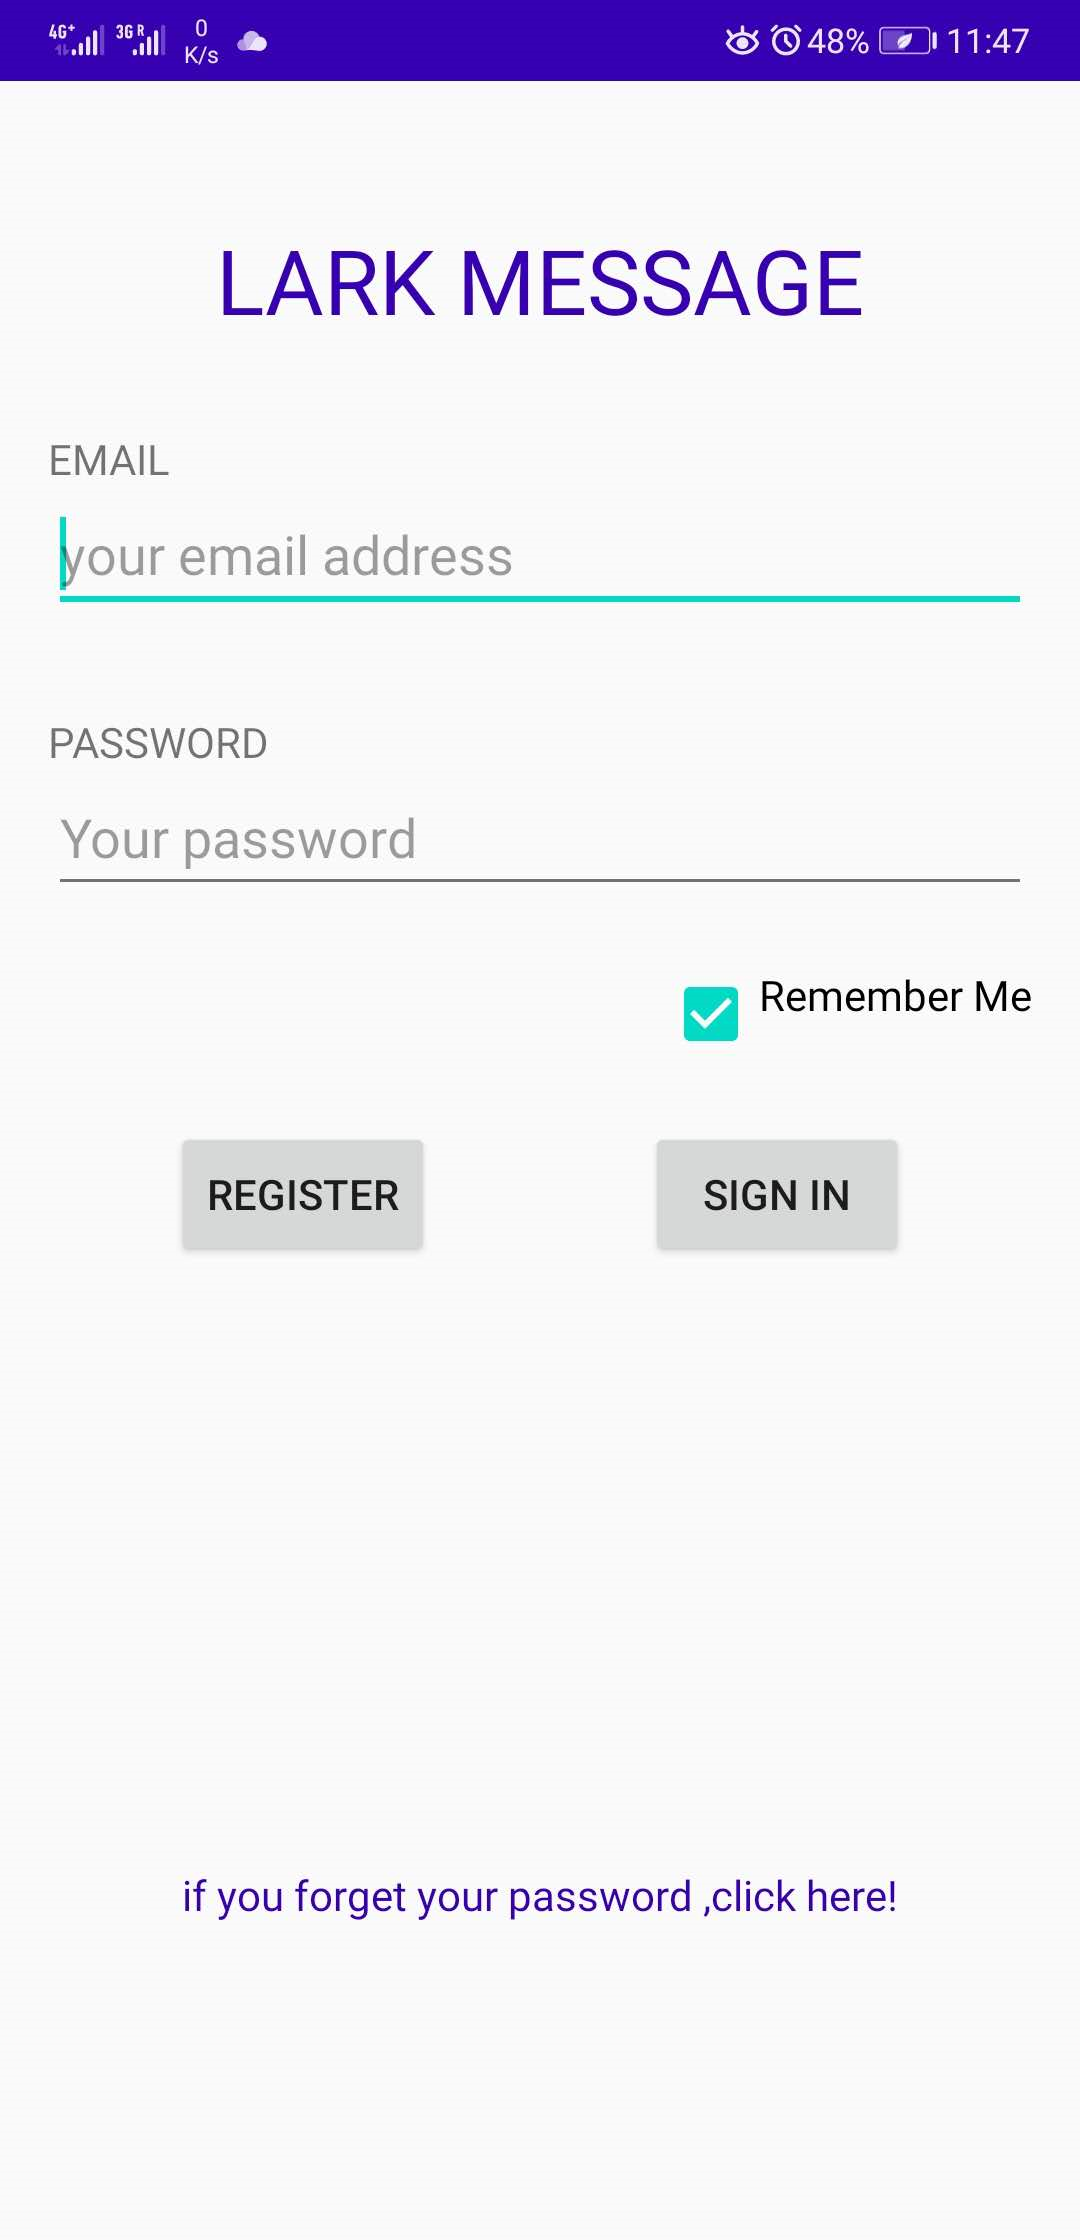 4G+ 3G R 0 K/s 48% 11:47
LARK MESSAGE
EMAIL
your email address
PASSWORD
Your password
Remember Me
REGISTER SIGN IN
if you forget your password ,click here!